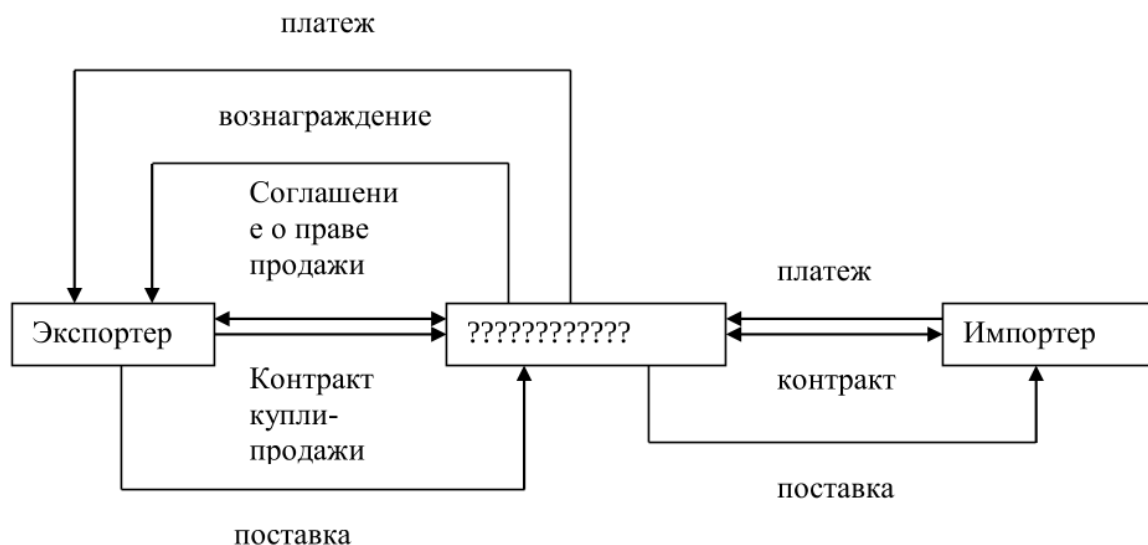 платеж
вознаграждение
Соглашени
е о праве
продажи
платеж
Экспортер
????????????
Импортер
Контракт
купли-
продажи
контракт
поставка
поставка